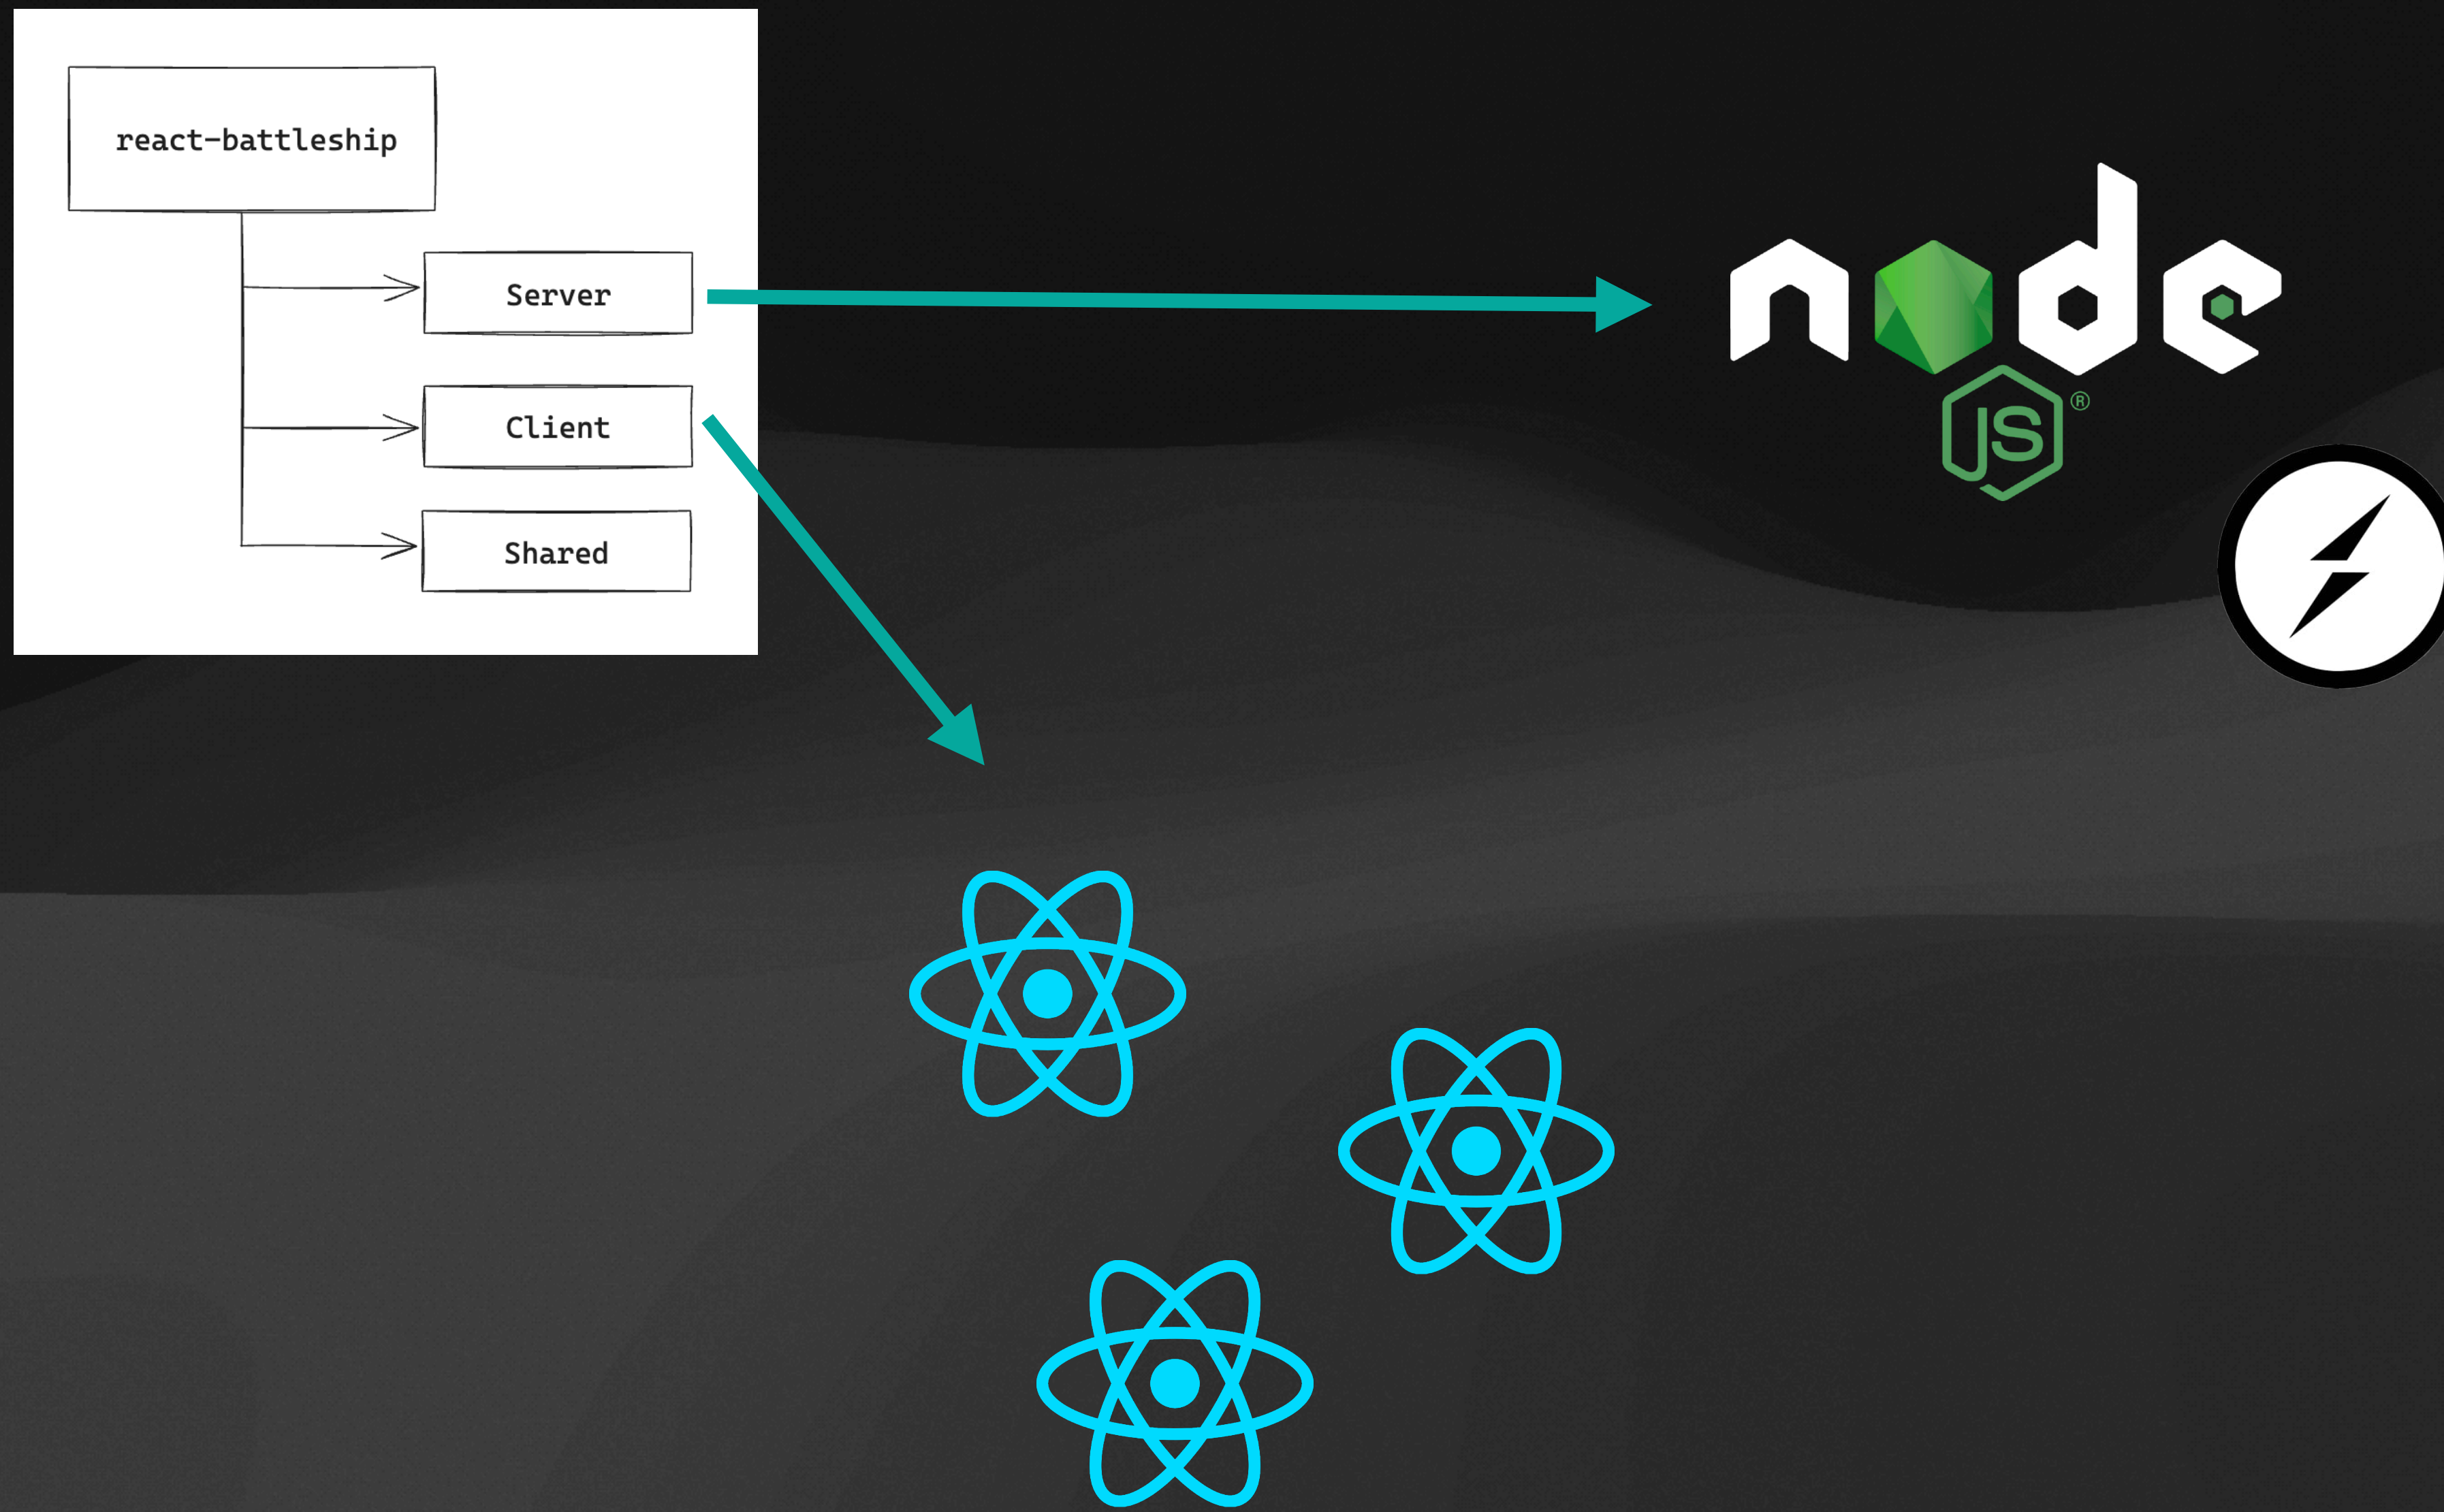 react-battleship
Server
Client
Shared
node
JS®